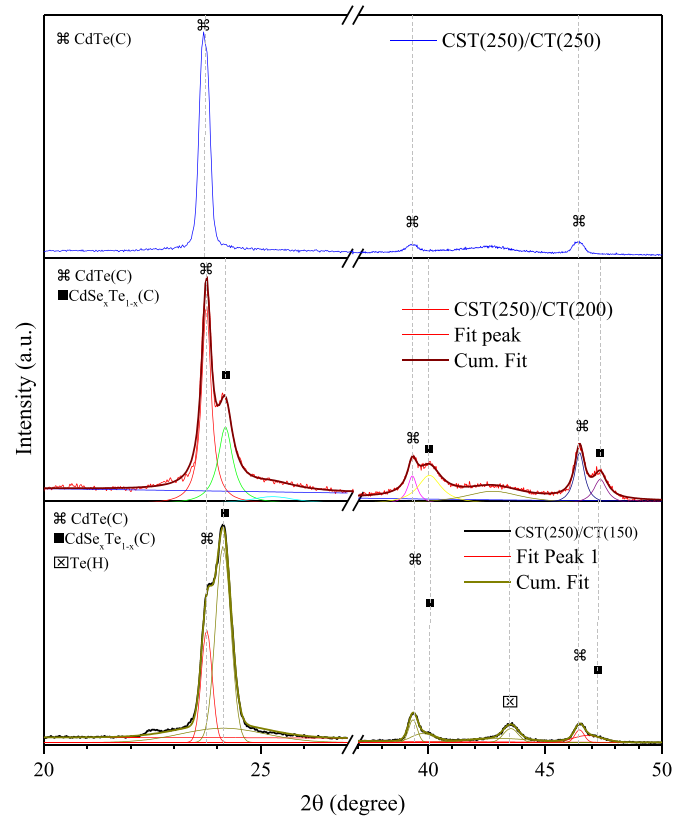 ⌘ CdTe(C)
CST(250)/CT(250)
⌘
⌘
⌘
⌘ CdTe(C)
■CdSeₓTe₁₋ₓ(C)
CST(250)/CT(200)
Fit peak
Cum. Fit
⌘
■
⌘
■
⌘
■
⌘ CdTe(C)
■CdSeₓTe₁₋ₓ(C)
☒Te(H)
CST(250)/CT(150)
Fit Peak 1
Cum. Fit
■
⌘
⌘
■
☒
⌘
■
Intensity (a.u.)
20 25 40 45 50
2θ (degree)